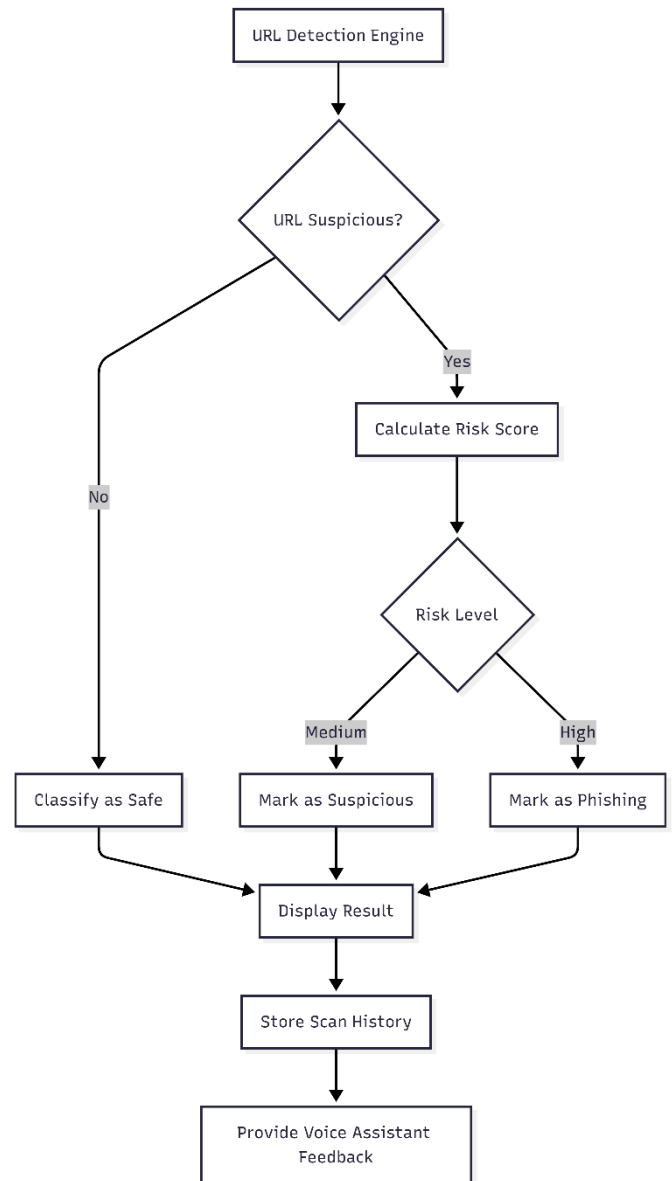 URL Detection Engine
URL Suspicious?
Yes
Calculate Risk Score
No
Risk Level
Medium
High
Classify as Safe
Mark as Suspicious
Mark as Phishing
Display Result
Store Scan History
Provide Voice Assistant
Feedback